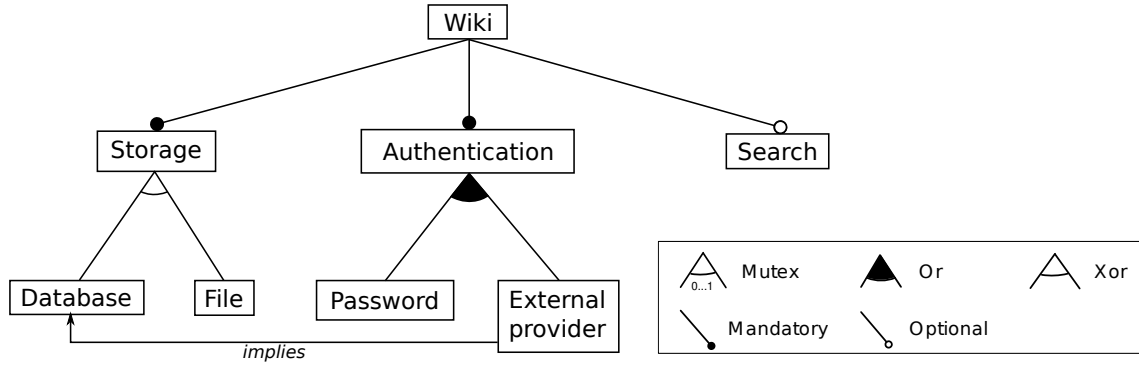 Wiki
Storage
Authentication
Search
Database
File
Password
External
provider
implies
Mutex
0...1
Or
Xor
Mandatory
Optional